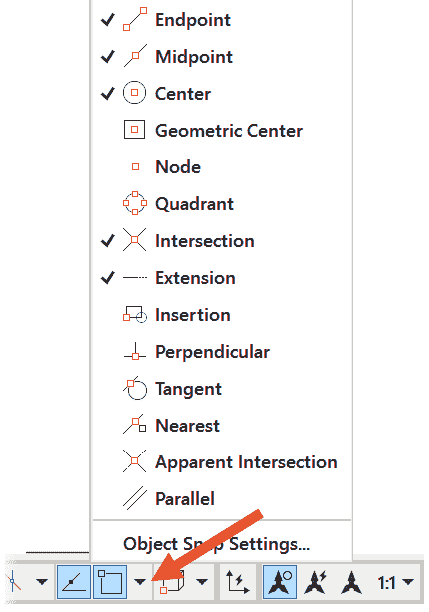 Endpoint
Midpoint
Center
Geometric Center
Node
Quadrant
Intersection
Extension
Insertion
Perpendicular
Tangent
Nearest
Apparent Intersection
Parallel
Object Snap Settings...
1:1